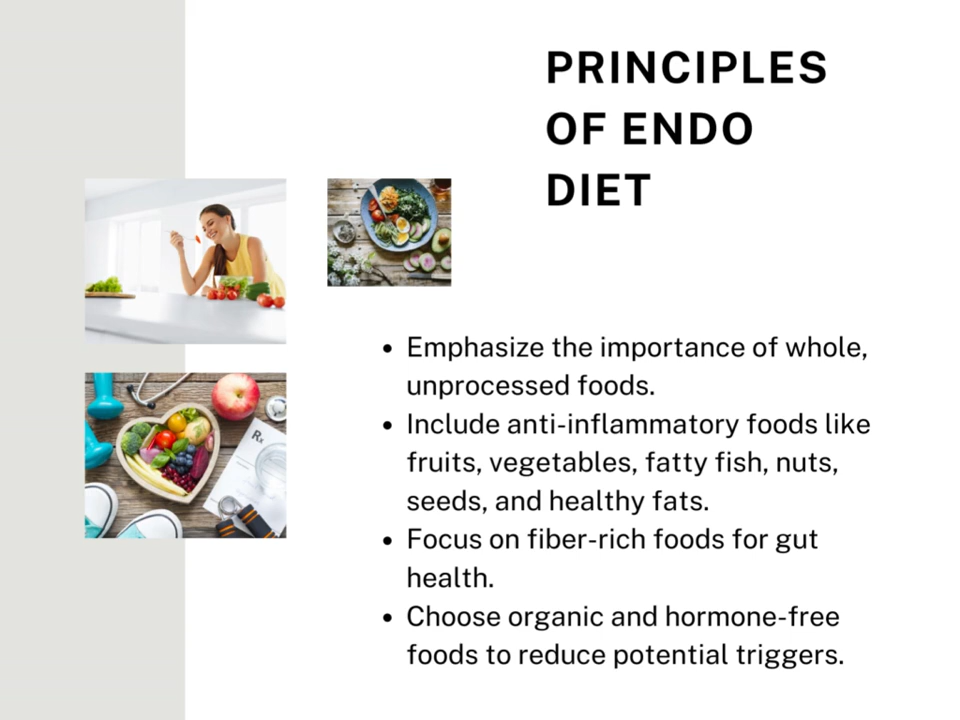 PRINCIPLES
OF ENDO
DIET
• Emphasize the importance of whole,
unprocessed foods.
• Include anti-inflammatory foods like
fruits, vegetables, fatty fish, nuts,
seeds, and healthy fats.
• Focus on fiber-rich foods for gut
health.
• Choose organic and hormone-free
foods to reduce potential triggers.
Rx